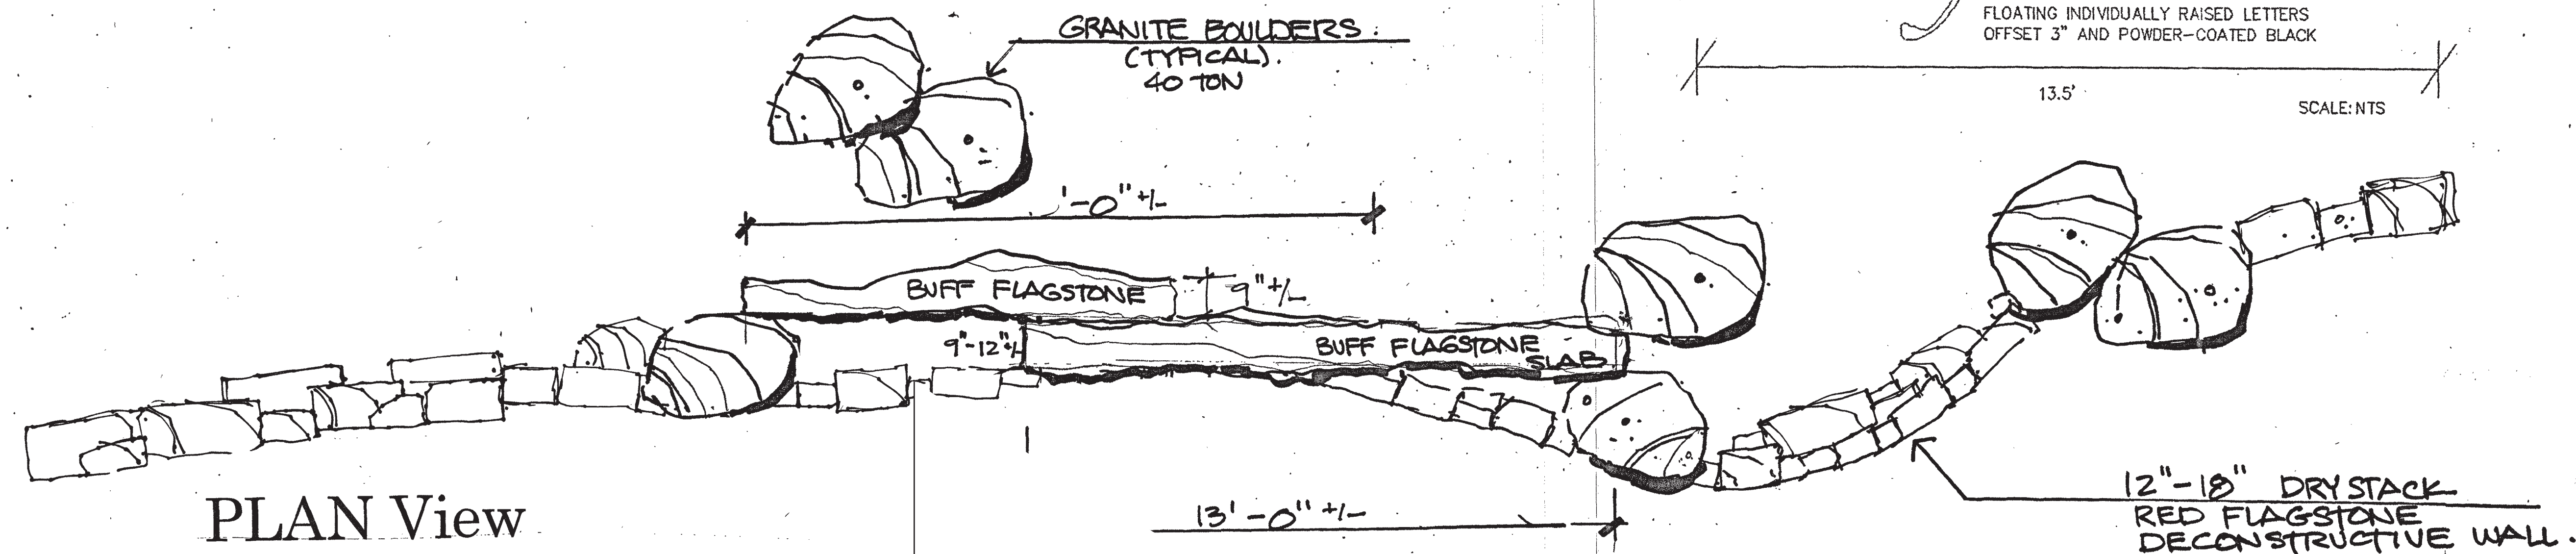 GRANITE BOULDERS.
(TYPICAL).
40 TON
FLOATING INDIVIDUALLY RAISED LETTERS
OFFSET 3" AND POWDER-COATED BLACK
13.5'
SCALE: NTS
'-0" +/-
BUFF FLAGSTONE
9" +/-
9"-12" +/-
BUFF FLAGSTONE
SLAB
PLAN View
13'-0" +/-
12"-18" DRY STACK
RED FLAGSTONE
DECONSTRUCTIVE WALL.